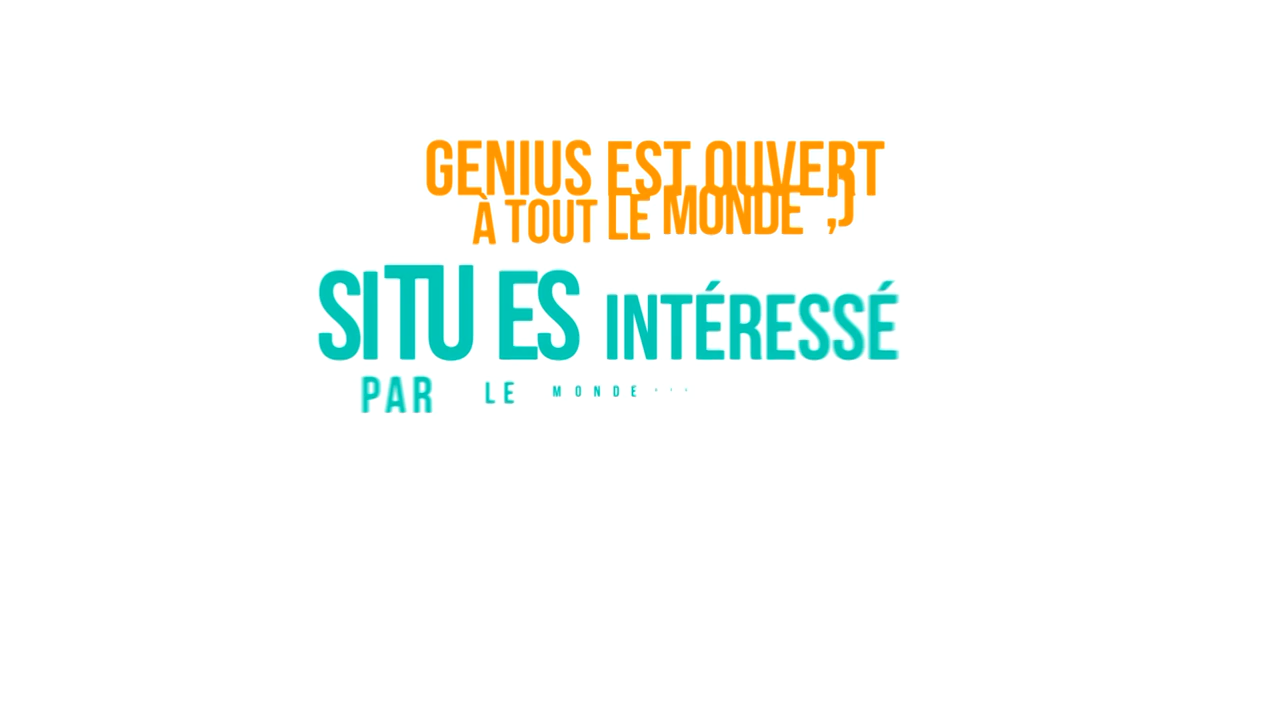 GENIUS EST OUVERT
À TOUT LE MONDE ;)
SI TU ES INTÉRESSÉ
PAR LE MONDE...